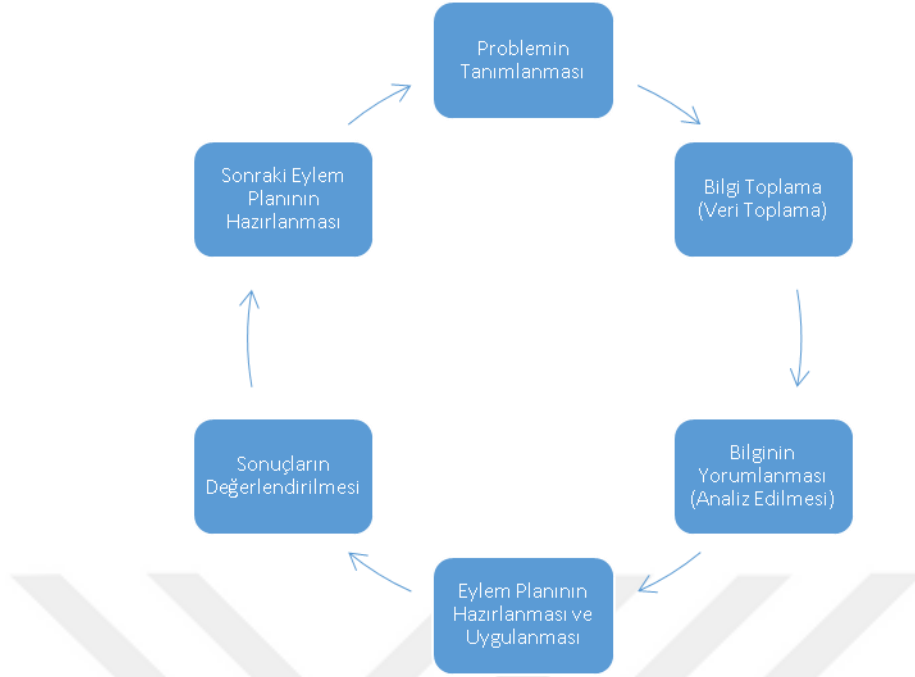 Problemin
Tanımlanması
Bilgi Toplama
(Veri Toplama)
Bilginin
Yorumlanması
(Analiz Edilmesi)
Eylem Planının
Hazırlanması ve
Uygulanması
Sonuçların
Değerlendirilmesi
Sonraki Eylem
Planının
Hazırlanması